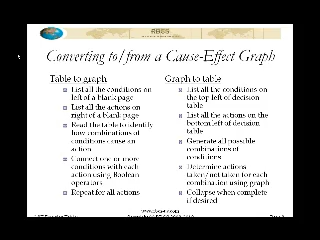 RBCS
Converting to/from a Cause-Effect Graph
Table to graph
List all the conditions on
left of a blank page
List all the actions on
right of a blank page
Read the table to identify
how combinations of
conditions cause an
action
Connect one or more
conditions with each
action using Boolean
operators
Repeat for all actions
Graph to table
List all the conditions on
the top left of decision
table
List all the actions on the
bottom left of decision
table
Generate all possible
combinations of
conditions
Determine actions
taken/not taken for each
combination using graph
Collapse when complete
if desired